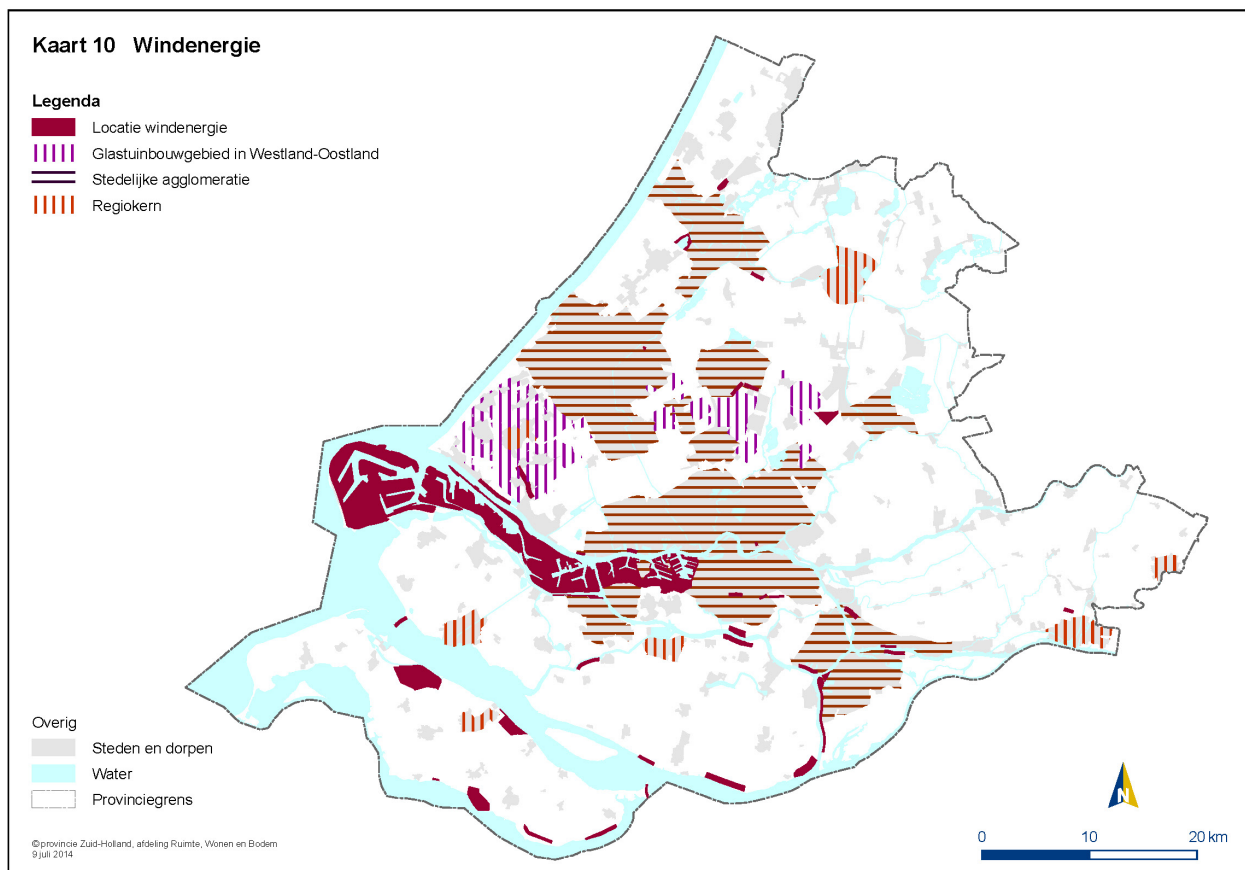 Kaart 10 Windenergie
Legenda
Locatie windenergie
Glastuinbouwgebied in Westland-Oostland
Stedelijke agglomeratie
Regiokern
Overig
Steden en dorpen
Water
Provinciegrens
©provincie Zuid-Holland, afdeling Ruimte, Wonen en Bodem
9 juli 2014
N
0 10 20 km